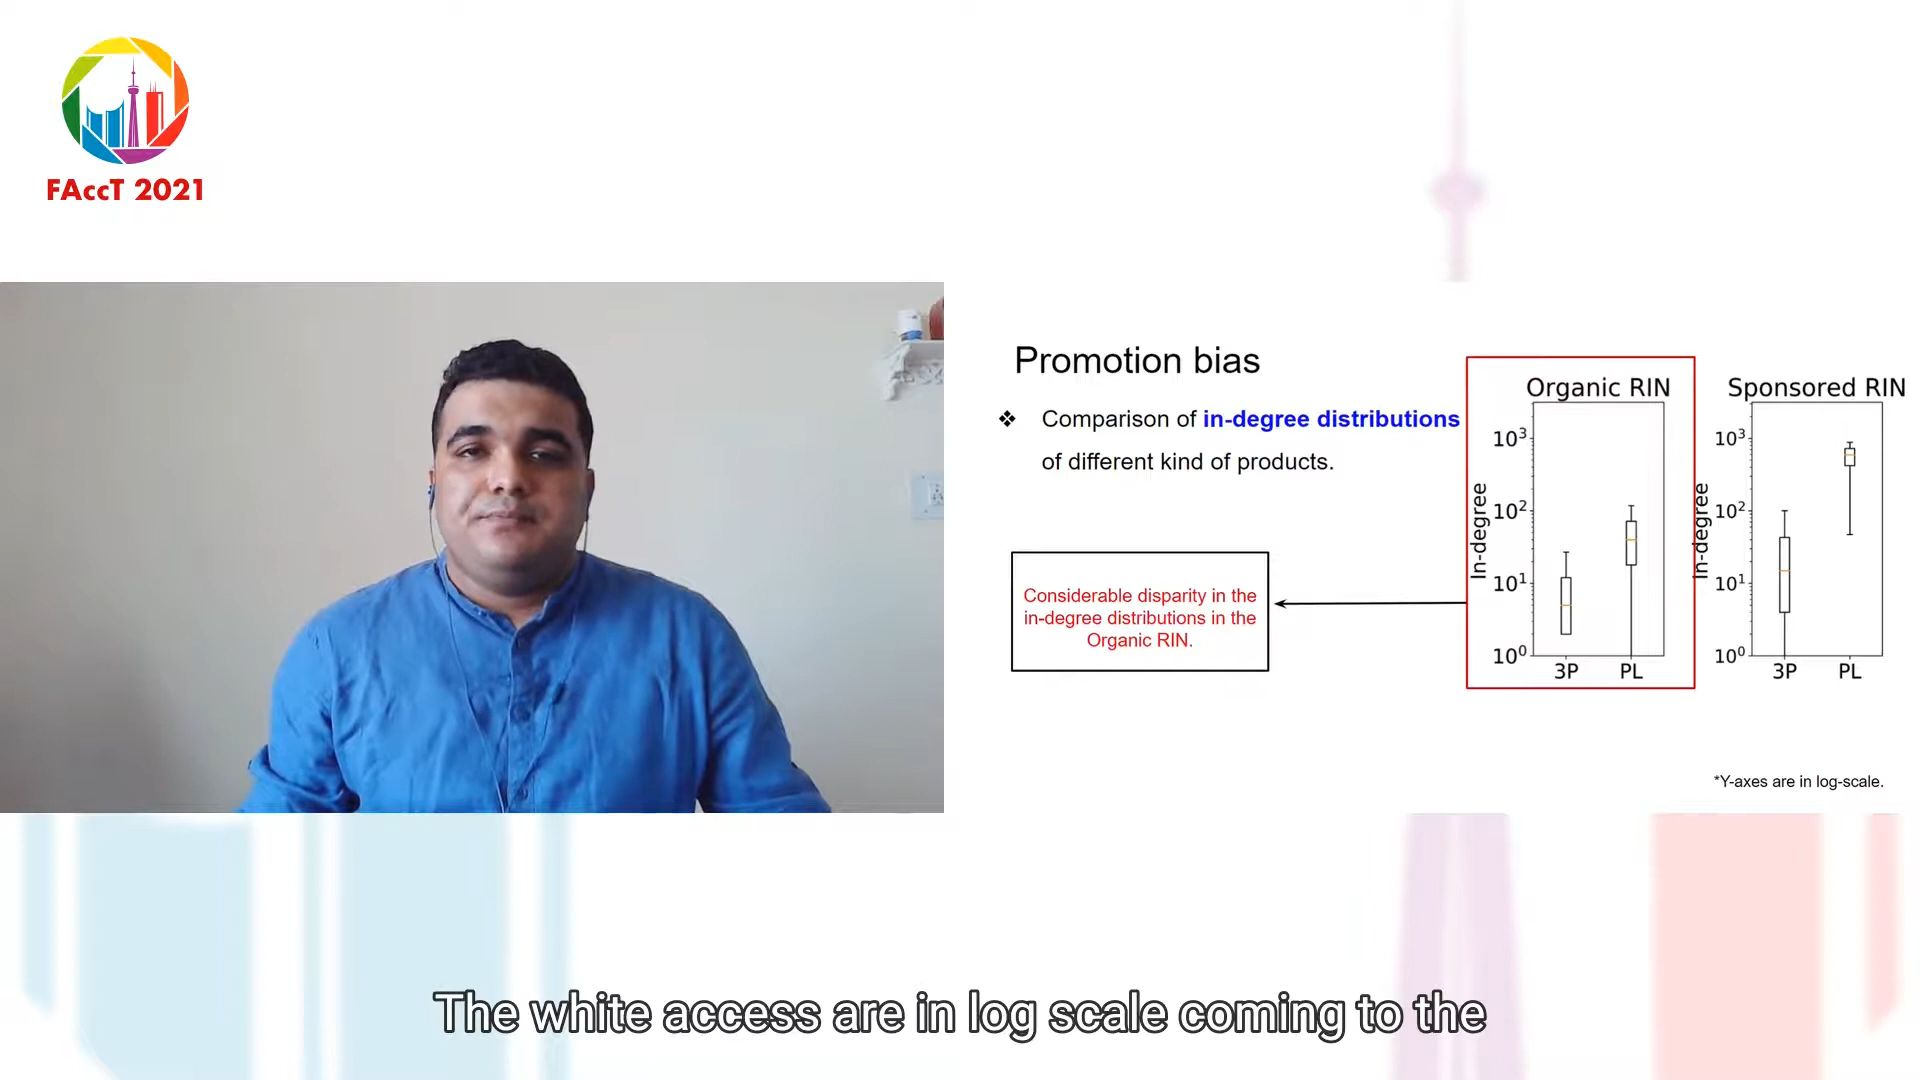 FAccT 2021
Promotion bias
❖ Comparison of in-degree distributions
of different kind of products.
Considerable disparity in the
in-degree distributions in the
Organic RIN.
Organic RIN
In-degree
10³
10²
10¹
10⁰
3P PL
Sponsored RIN
In-degree
10³
10²
10¹
10⁰
3P PL
*Y-axes are in log-scale.
The white access are in log scale coming to the